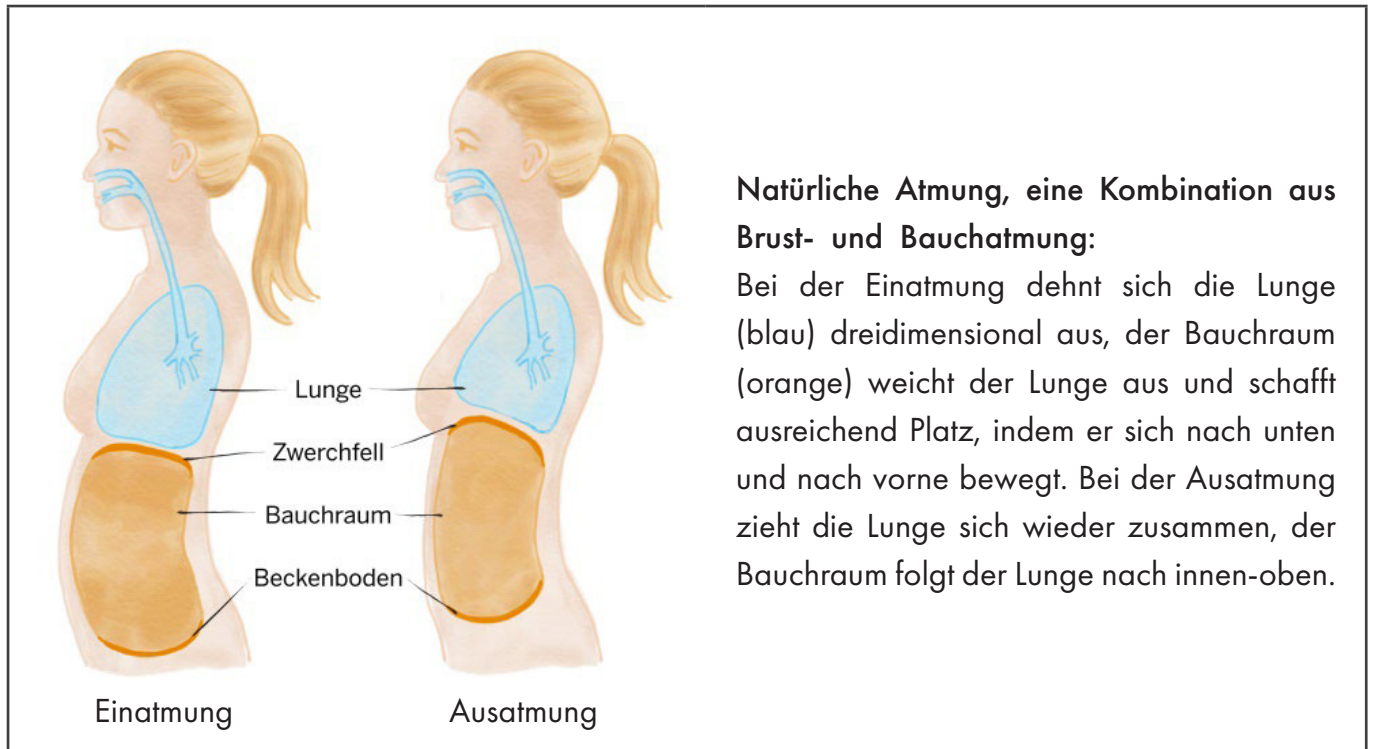 Lunge
Zwerchfell
Bauchraum
Beckenboden
Einatmung
Ausatmung
Natürliche Atmung, eine Kombination aus
Brust- und Bauchatmung:
Bei der Einatmung dehnt sich die Lunge
(blau) dreidimensional aus, der Bauchraum
(orange) weicht der Lunge aus und schafft
ausreichend Platz, indem er sich nach unten
und nach vorne bewegt. Bei der Ausatmung
zieht die Lunge sich wieder zusammen, der
Bauchraum folgt der Lunge nach innen-oben.